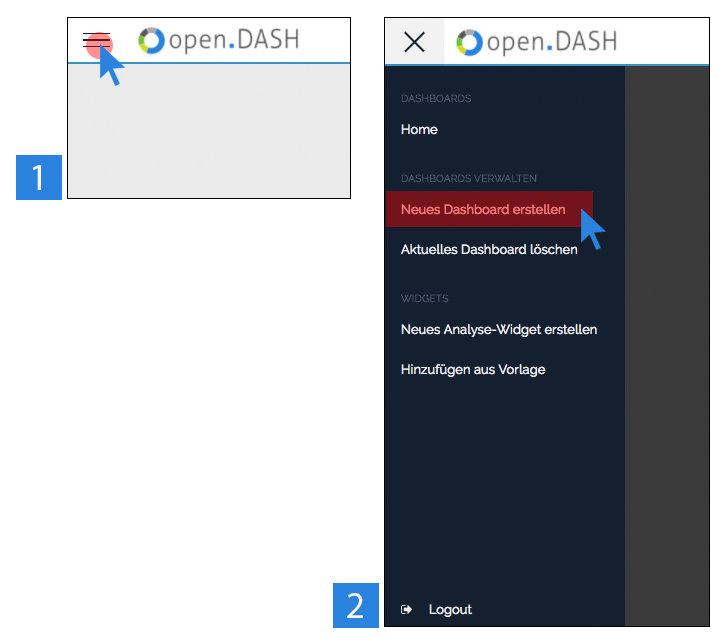 open.DASH
1
open.DASH
DASHBOARDS
Home
DASHBOARDS VERWALTEN
Neues Dashboard erstellen
Aktuelles Dashboard löschen
WIDGETS
Neues Analyse-Widget erstellen
Hinzufügen aus Vorlage
Logout
2